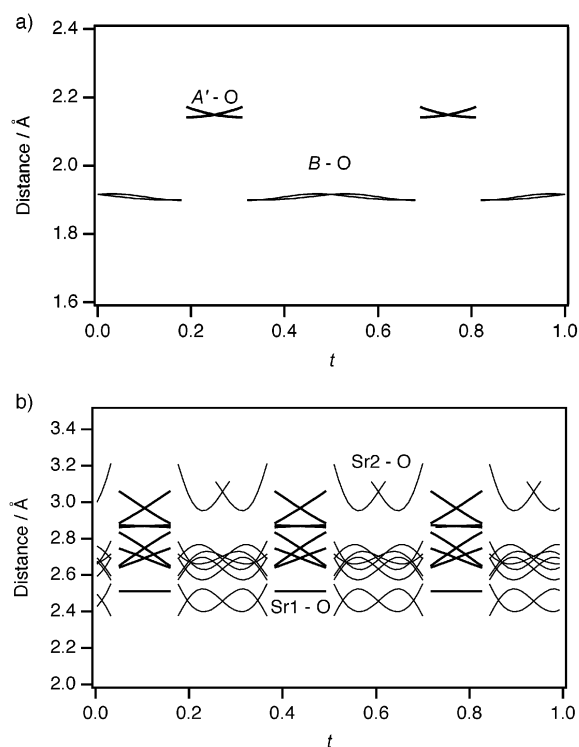 a)
2.4
2.2
2.0
1.8
1.6
Distance / Å
A' - O
B - O
0.0 0.2 0.4 0.6 0.8 1.0
t
b)
3.4
3.2
3.0
2.8
2.6
2.4
2.2
2.0
Distance / Å
Sr2 - O
Sr1 - O
0.0 0.2 0.4 0.6 0.8 1.0
t